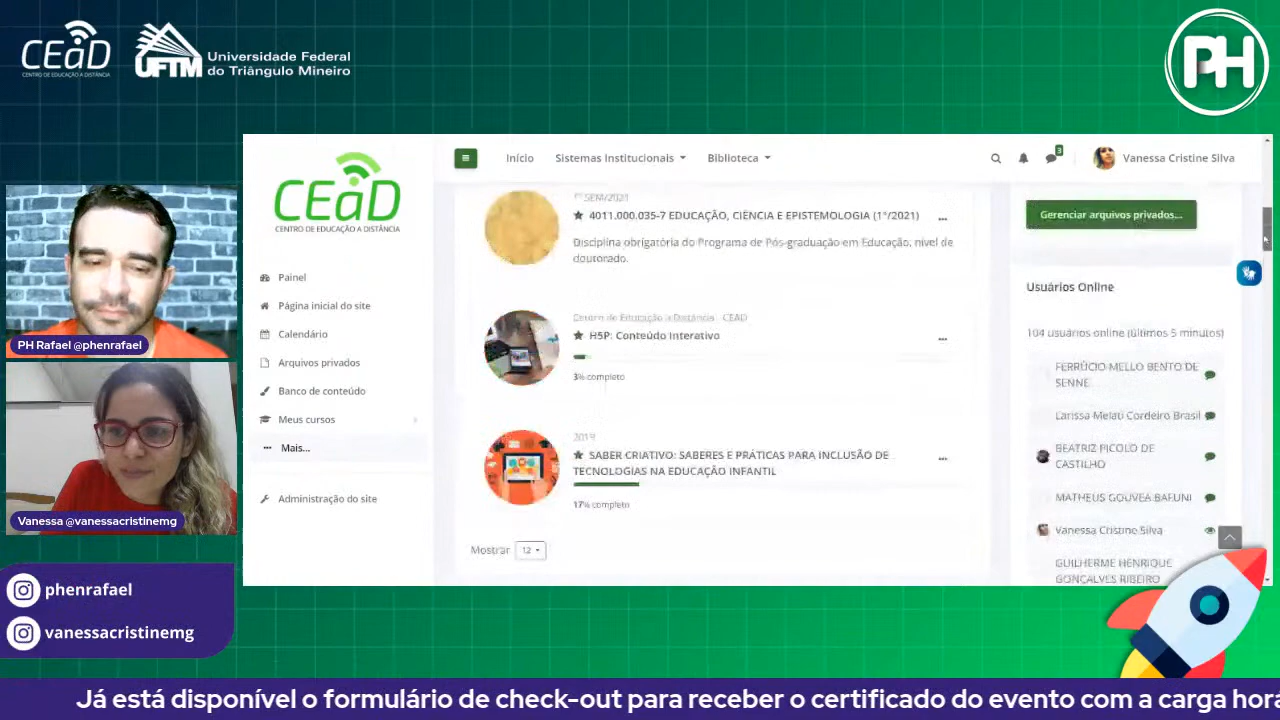 CEaD
CENTRO DE EDUCAÇÃO A DISTÂNCIA
UFTM
Universidade Federal
do Triângulo Mineiro
PH
CEaD
CENTRO DE EDUCAÇÃO A DISTÂNCIA
Painel
Página inicial do site
Calendário
Arquivos privados
Banco de conteúdo
Meus cursos
Mais...
Administração do site
Início
Sistemas Institucionais
Biblioteca
3
Vanessa Cristine Silva
1º SEM/2021
4011.000.035-7 EDUCAÇÃO, CIÊNCIA E EPISTEMOLOGIA (1º/2021)
Disciplina obrigatória do Programa de Pós-graduação em Educação, nível de
doutorado.
Centro de Educação a Distância - CEAD
H5P: Conteúdo Interativo
3% completo
2019
SABER CRIATIVO: SABERES E PRÁTICAS PARA INCLUSÃO DE
TECNOLOGIAS NA EDUCAÇÃO INFANTIL
17% completo
Mostrar 12
Gerenciar arquivos privados...
Usuários Online
104 usuários online (últimos 5 minutos)
FERRÚCIO MELLO BENTO DE
SENNE
Larissa Melati Cordeiro Brasil
BEATRIZ PICOLO DE
CASTILHO
MATHEUS GOUVEA BAFUNI
Vanessa Cristine Silva
GUILHERME HENRIQUE
GONÇALVES RIBEIRO
PH Rafael @phenrafael
Vanessa @vanessacristinemg
phenrafael
vanessacristinemg
Já está disponível o formulário de check-out para receber o certificado do evento com a carga hora